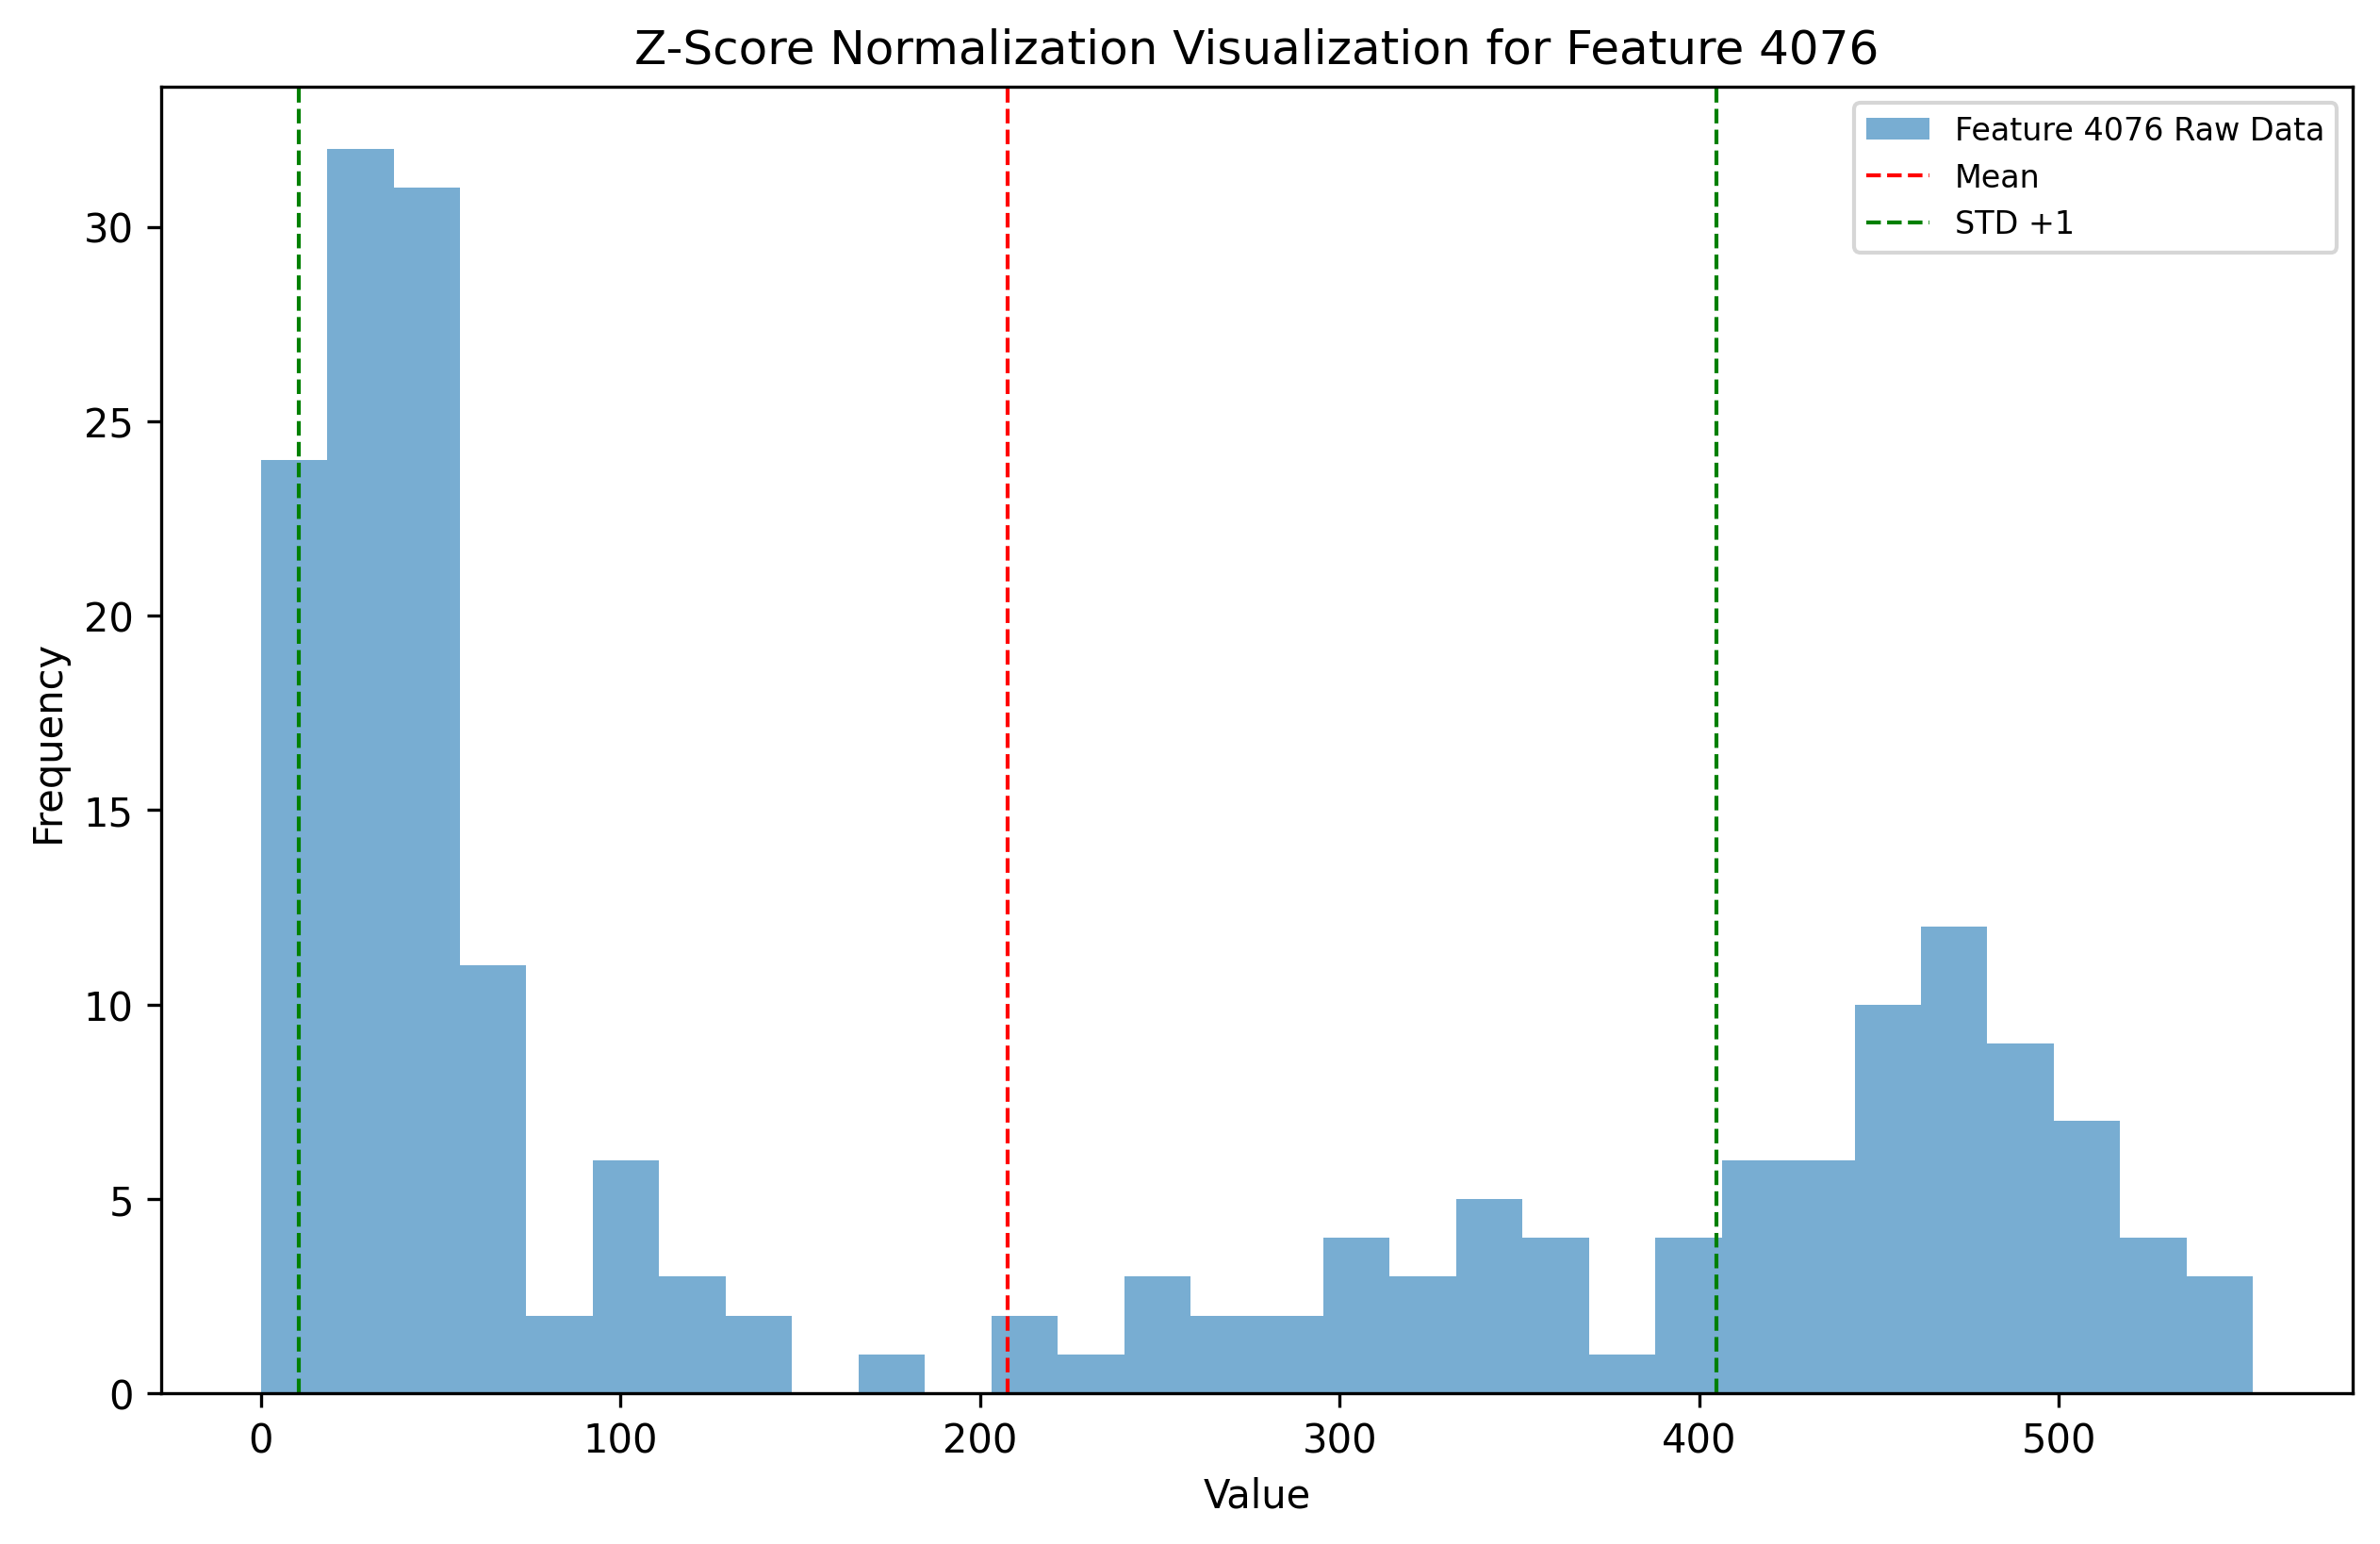 Z-Score Normalization Visualization for Feature 4076
Feature 4076 Raw Data
Mean
STD +1
30
25
20
15
10
5
0
Frequency
0 100 200 300 400 500
Value